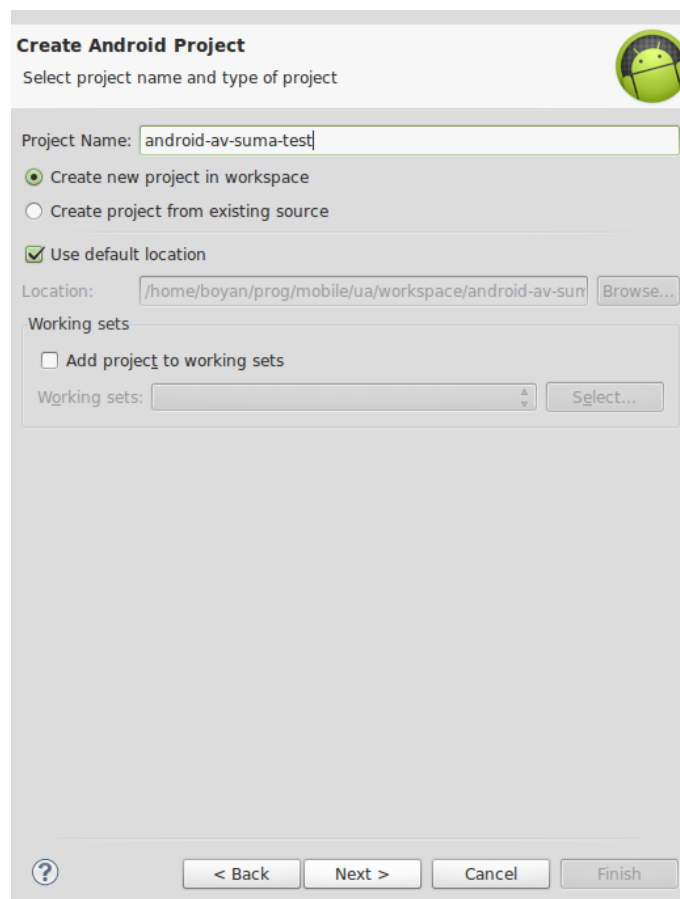 Create Android Project
Select project name and type of project
Project Name: android-av-suma-test
Create new project in workspace
Create project from existing source
Use default location
Location: /home/boyan/prog/mobile/ua/workspace/android-av-sum Browse...
Working sets
Add project to working sets
Working sets: Select...
? < Back Next > Cancel Finish